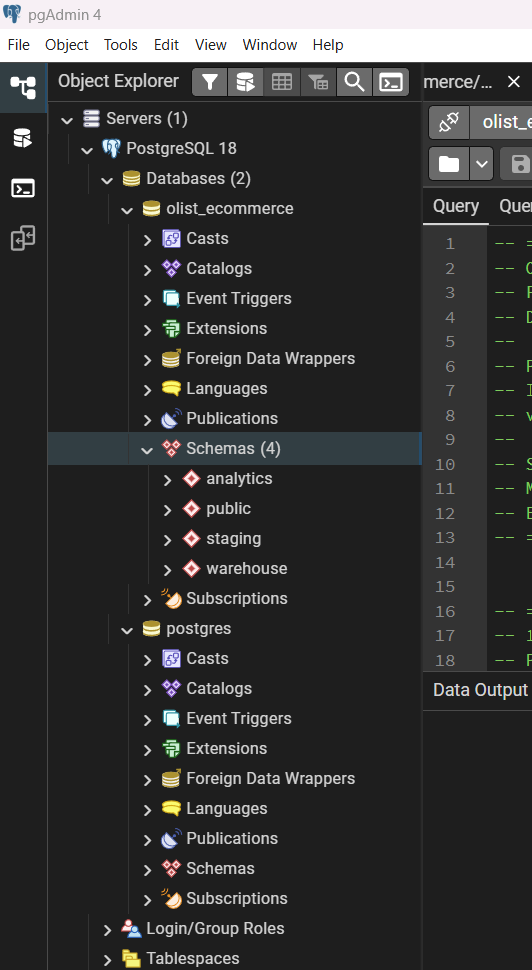 pgAdmin 4
File Object Tools Edit View Window Help
Object Explorer
merce/...
Servers (1)
PostgreSQL 18
Databases (2)
olist_ecommerce
Casts
Catalogs
Event Triggers
Extensions
Foreign Data Wrappers
Languages
Publications
Schemas (4)
analytics
public
staging
warehouse
Subscriptions
postgres
Casts
Catalogs
Event Triggers
Extensions
Foreign Data Wrappers
Languages
Publications
Schemas
Subscriptions
Login/Group Roles
Tablespaces
olist_e
Query Que
1 -- =
2 --
3 --
4 --
5 --
6 --
7 --
8 -- v
9 --
10 -- S
11 -- M
12 --
13 -- =
14
15
16 -- =
17 -- 1
18 --
Data Output